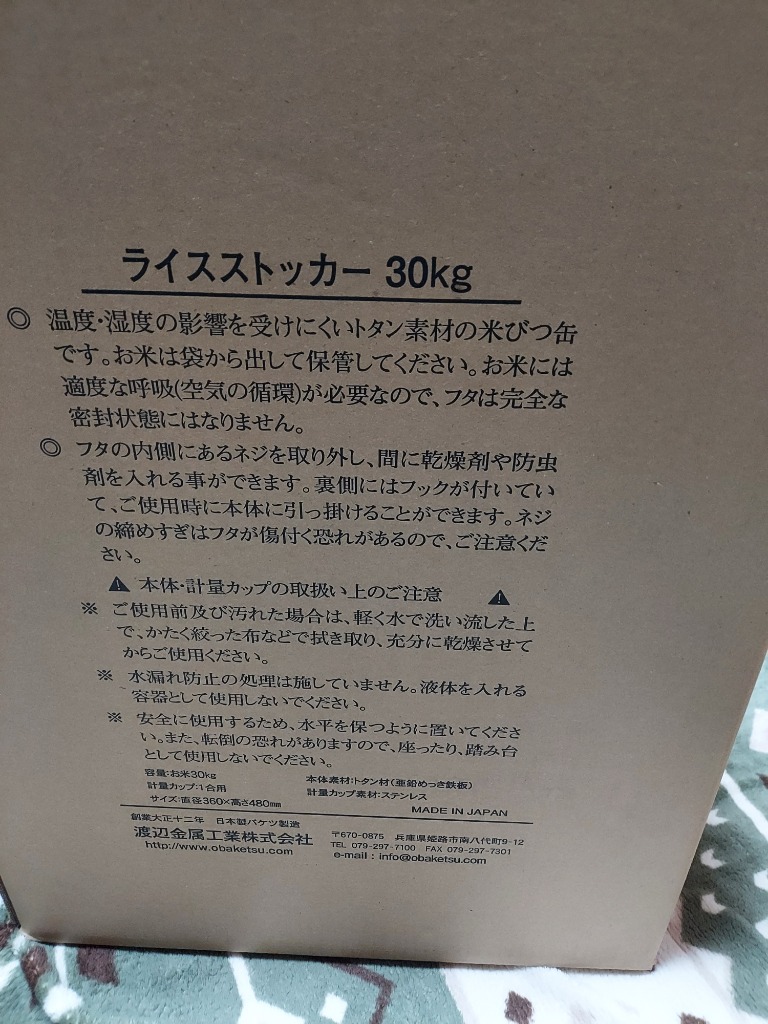 ライスストッカー 30kg
◎ 温度・湿度の影響を受けにくいトタン素材の米びつ缶
です。お米は袋から出して保管してください。お米には
適度な呼吸(空気の循環)が必要なので、フタは完全な
密封状態にはなりません。
◎ フタの内側にあるネジを取り外し、間に乾燥剤や防虫
剤を入れる事ができます。裏側にはフックが付いてい
て、ご使用時に本体に引っ掛けることができます。ネジ
の締めすぎはフタが傷付く恐れがあるので、ご注意くだ
さい。
⚠ 本体・計量カップの取扱い上のご注意 ⚠
※ ご使用前及び汚れた場合は、軽く水で洗い流した上
で、かたく絞った布などで拭き取り、充分に乾燥させて
からご使用ください。
※ 水漏れ防止の処理は施していません。液体を入れる
容器として使用しないでください。
※ 安全に使用するため、水平を保つように置いてくださ
い。また、転倒の恐れがありますので、座ったり、踏み台
として使用しないでください。
容量:お米30kg 本体素材:トタン材(亜鉛めっき鉄板)
計量カップ:1合用 計量カップ素材:ステンレス
サイズ:直径360×高さ480mm
MADE IN JAPAN
創業大正十二年 日本製バケツ製造
渡辺金属工業株式会社 〒670-0875 兵庫県姫路市南八代町9-12
http://www.obaketsu.com TEL 079-297-7100 FAX 079-297-7301
e-mail : info@obaketsu.com